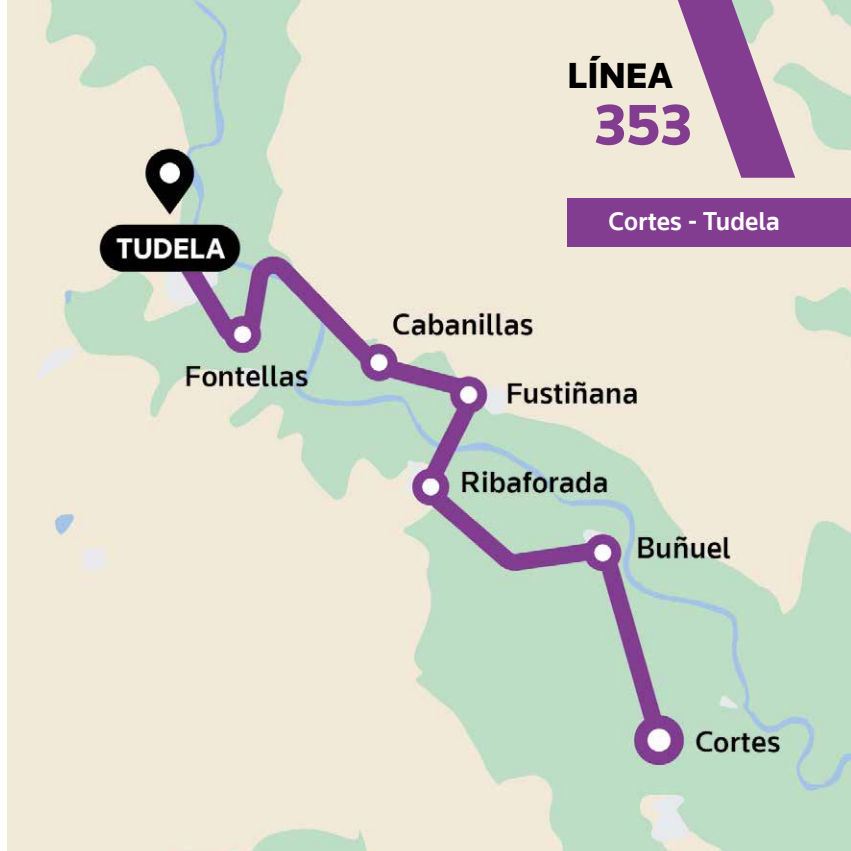 LÍNEA
353
Cortes - Tudela
TUDELA
Cabanillas
Fontellas
Fustiñana
Ribaforada
Buñuel
Cortes